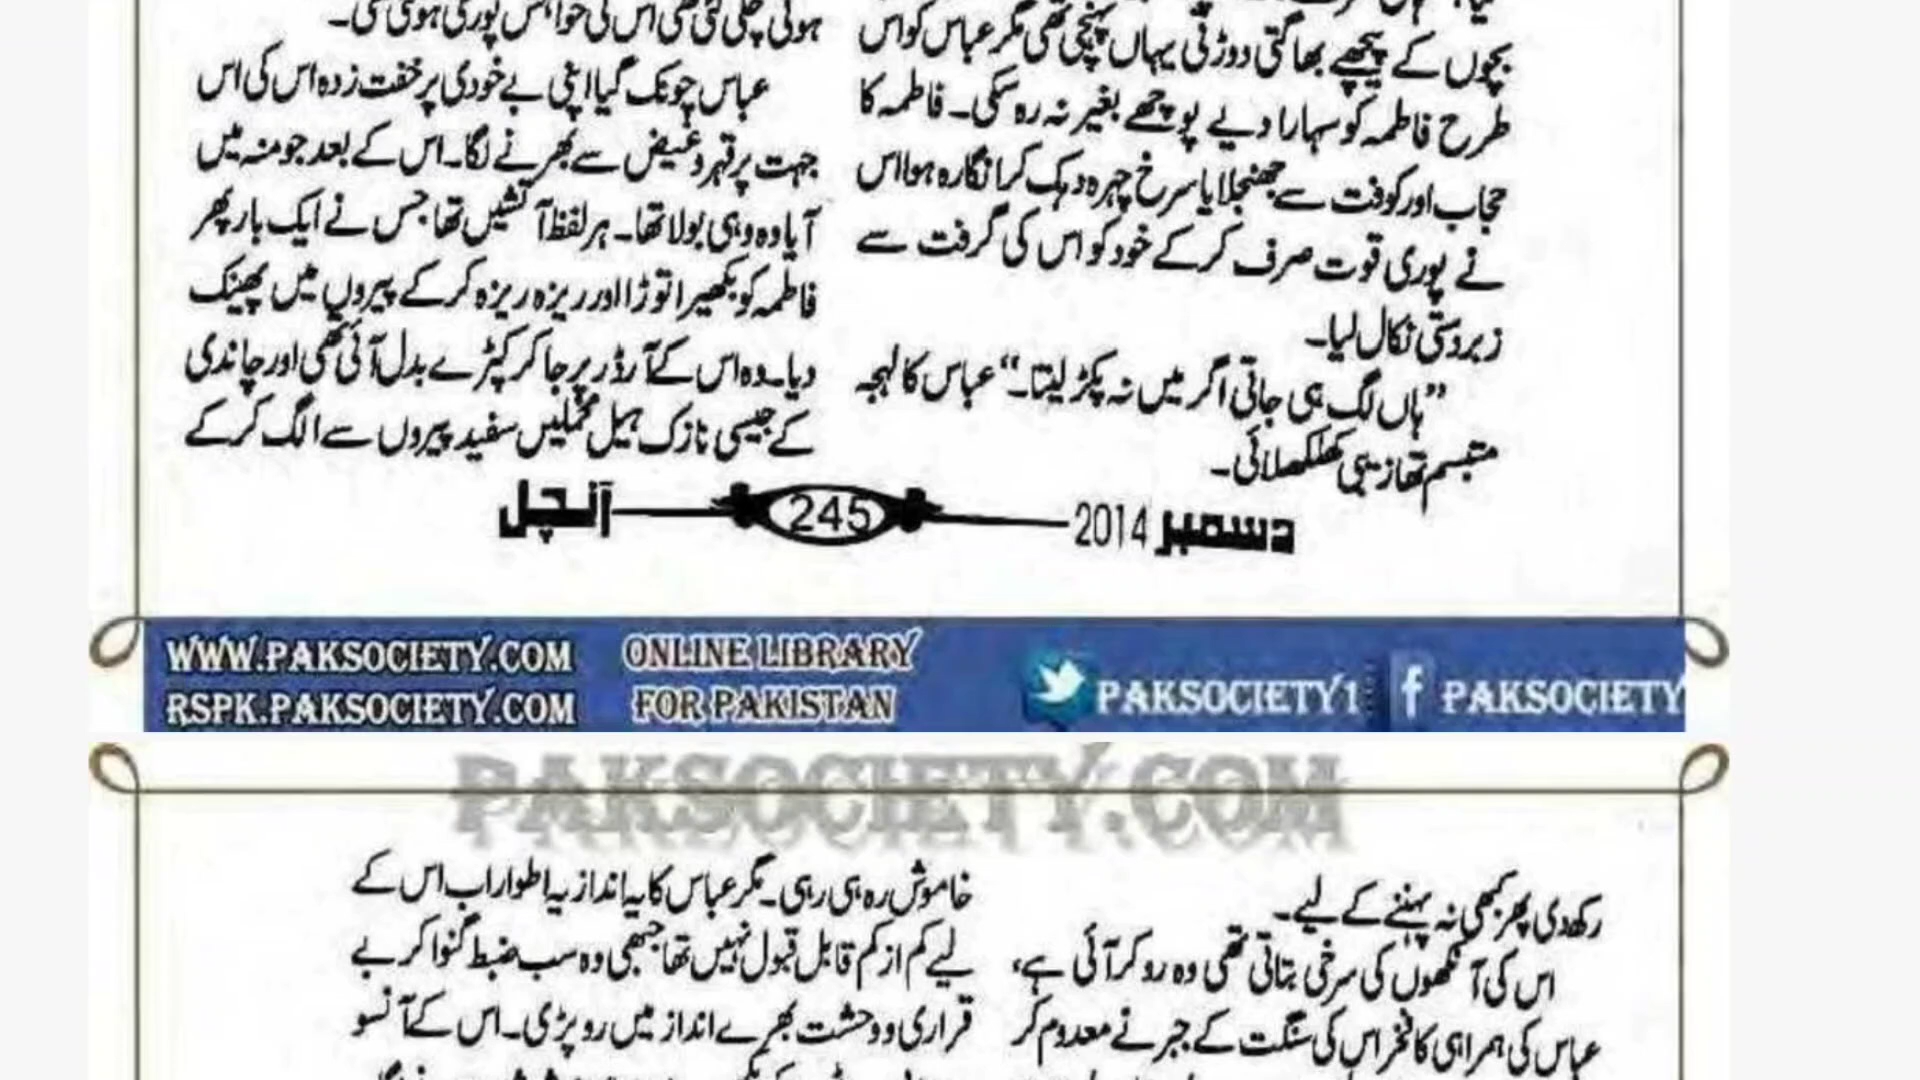 بچوں کے پیچھے بھاگتی دوڑتی یہاں پہنچی تھی مگر عباس کو اس
طرح فاطمہ کو سہارا دیے پوچھے بغیر نہ رہ سکی۔ فاطمہ کا
حجاب اور کوفت سے جھنجلایا سرخ چہرہ دہک کر انگارہ ہوا اس
نے پوری قوت صرف کر کے خود کو اس کی گرفت سے
زبردستی نکال لیا۔
”ہاں لگ ہی جاتی اگر میں نہ پکڑ لیتا۔“ عباس کا لہجہ
متبسم تھا زینی کھلکھلائی۔
ہوتی چلی گئی تھی اس کی خواہش پوری ہوئی تھی۔
عباس چونک گیا اپنی بے خودی پر خفت زدہ اس کی اس
جہت پر قہر و غیض سے بھرنے لگا۔ اس کے بعد جو منہ میں
آیا وہ وہی بولا تھا۔ ہر لفظ آتشیں تھا جس نے ایک بار پھر
فاطمہ کو بکھیرا توڑا اور ریزہ ریزہ کر کے پیروں میں پھینک
دیا۔ وہ اس کے آرڈر پر جا کر کپڑے بدل آئی تھی اور چاندی
کے جیسی نازک ہیل مخملیں سفید پیروں سے الگ کر کے
دسمبر 2014 245 آنچل
WWW.PAKSOCIETY.COM
RSPK.PAKSOCIETY.COM
ONLINE LIBRARY
FOR PAKISTAN
PAKSOCIETY1
f PAKSOCIETY
PAKSOCIETY.COM
رکھ دی پھر کبھی نہ پہننے کے لیے۔
اس کی آنکھوں کی سرخی بتاتی تھی وہ رو کر آئی ہے،
عباس کی ہمراہی کا فخر اس کی سنگت کے جبر نے معدوم کر
خاموش رہ ہی رہی۔ مگر عباس کا یہ انداز یہ اطوار اب اس کے
لیے کم از کم قابل قبول نہیں تھا جبھی وہ سب ضبط گنوا کر بے
قراری و وحشت بھرے انداز میں رو پڑی۔ اس کے آنسو